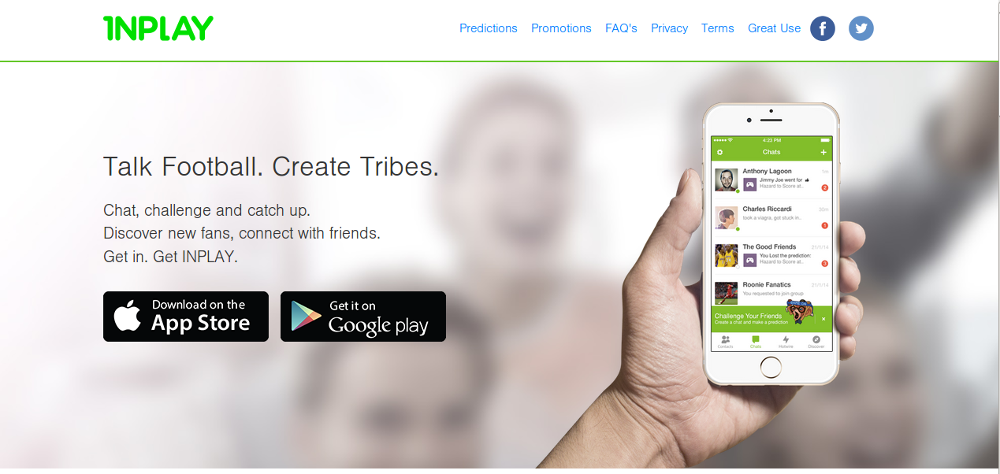 INPLAY
Predictions Promotions FAQ's Privacy Terms Great Use
Talk Football. Create Tribes.
Chat, challenge and catch up.
Discover new fans, connect with friends.
Get in. Get INPLAY.
Download on the
App Store
Get it on
Google play
4:23 PM
Chats
Anthony Lagoon 1m
Jimmy Joe went for
Hazard to Score at.. 2
Charles Riccardi 50m
took a viagra, got stuck in.. 1
The Good Friends 21/1/14
You Lost the prediction:
Hazard to Score at.. 3
Roonie Fanatics 21/1/14
You requested to join group
Challenge Your Friends
Create a chat and make a prediction
Contacts Chats Hotwire Discover